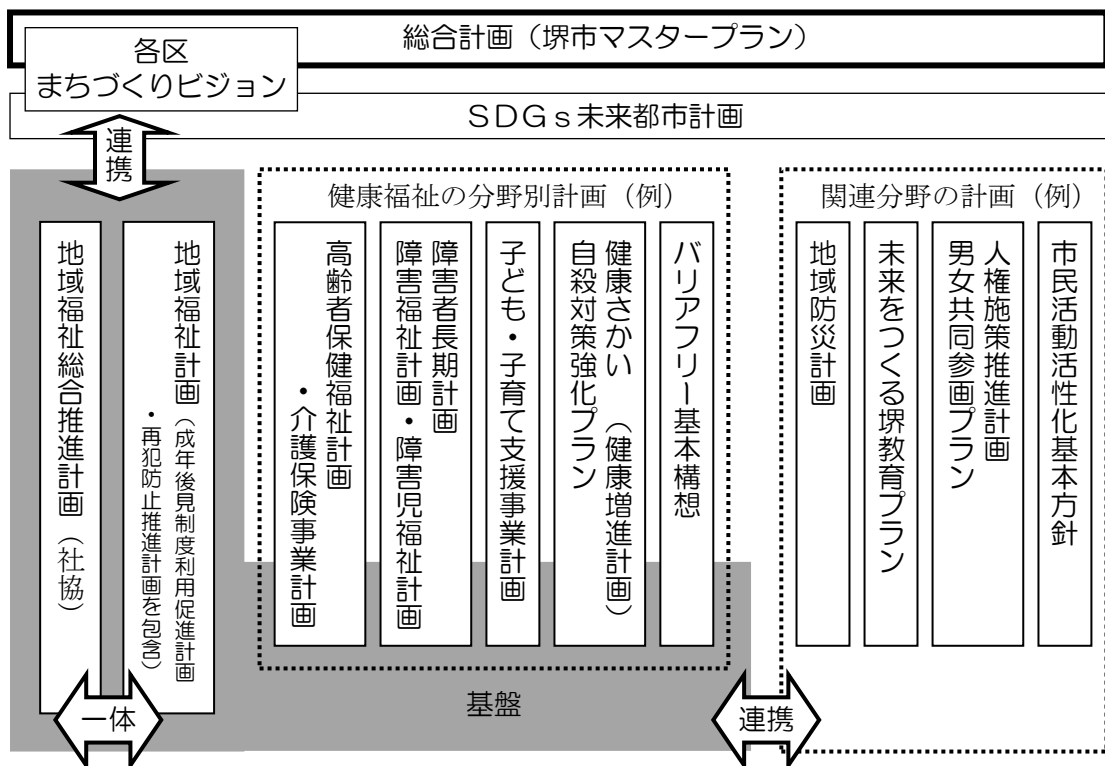 総合計画（堺市マスタープラン）
各区
まちづくりビジョン
ＳＤＧｓ未来都市計画
連携
地域福祉総合推進計画（社協）
地域福祉計画（成年後見制度利用促進計画
・再犯防止推進計画を包含）
一体
健康福祉の分野別計画（例）
高齢者保健福祉計画
・介護保険事業計画
障害者長期計画
障害福祉計画・障害児福祉計画
子ども・子育て支援事業計画
健康さかい（健康増進計画）
自殺対策強化プラン
バリアフリー基本構想
基盤
連携
関連分野の計画（例）
地域防災計画
未来をつくる堺教育プラン
人権施策推進計画
男女共同参画プラン
市民活動活性化基本方針